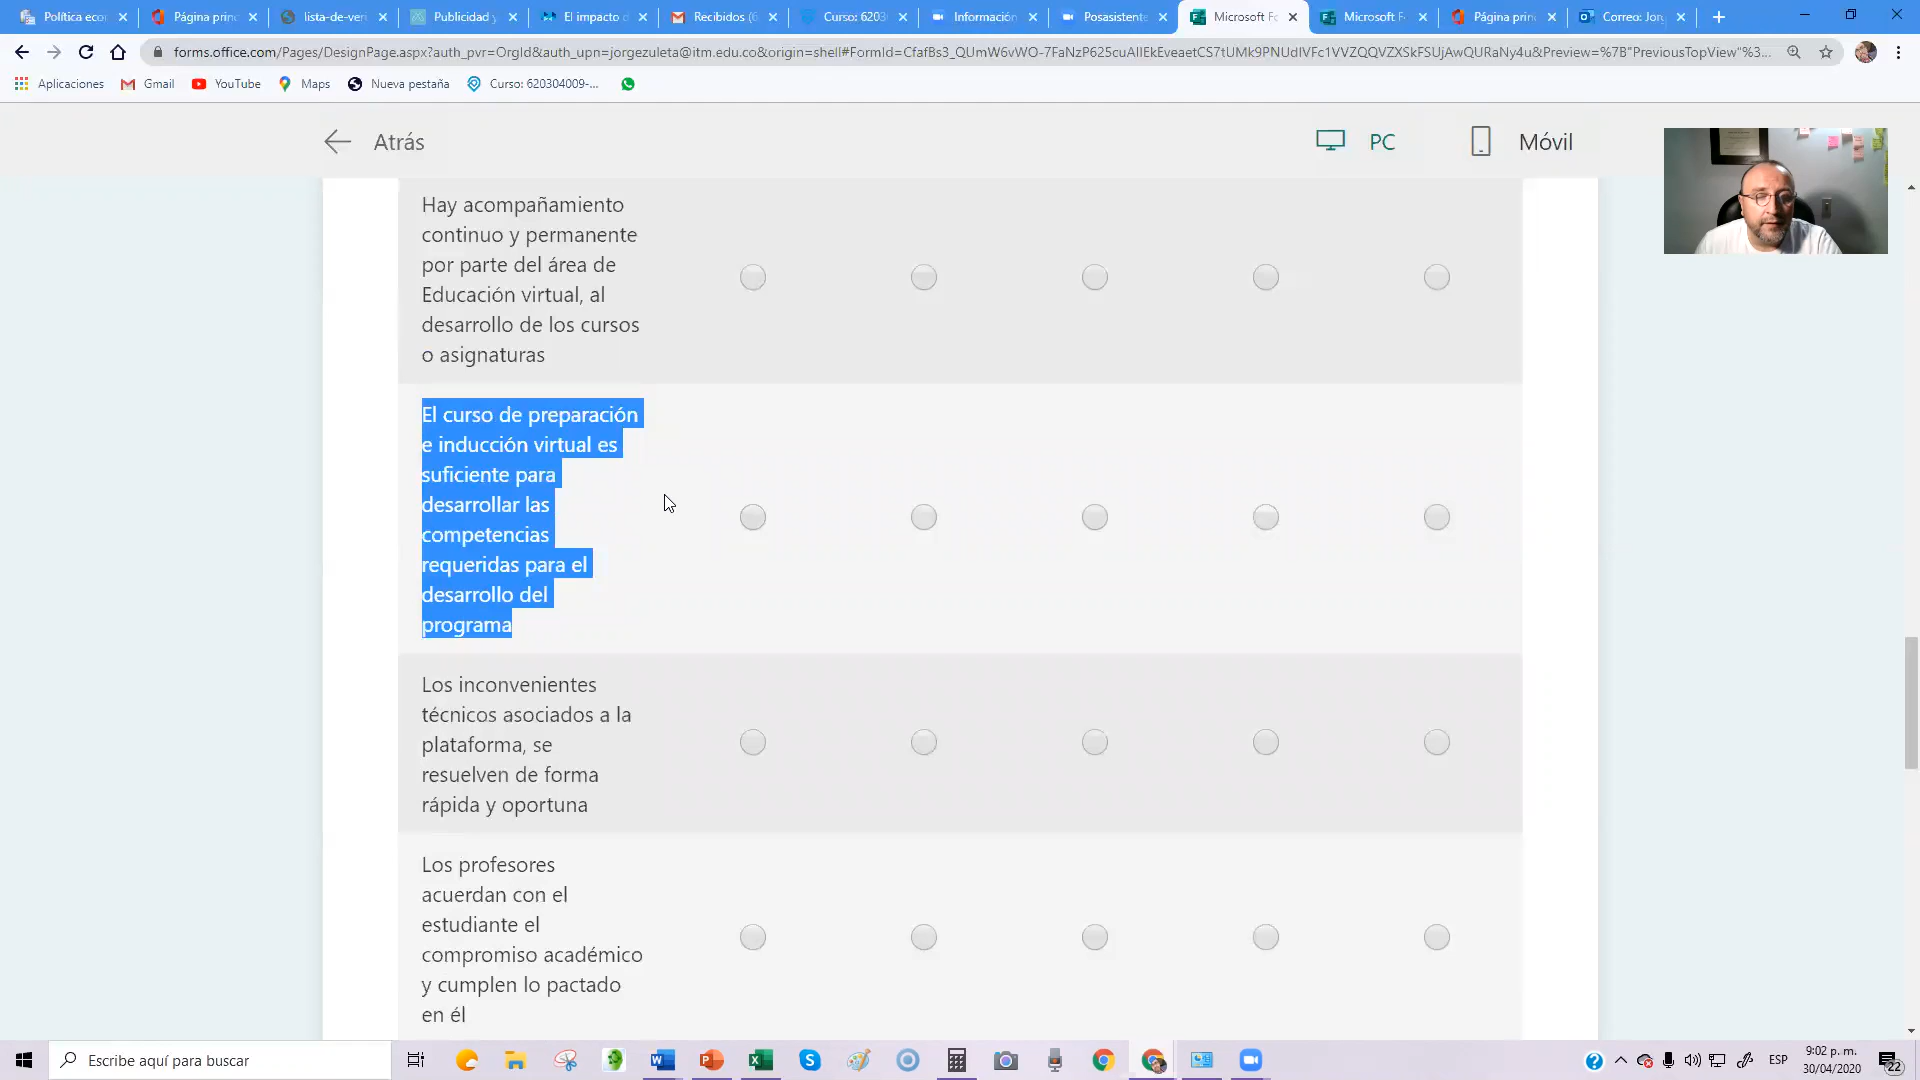 Política ecor
Página princ
lista-de-veri
Publicidad y
El impacto d
Recibidos (6
Curso: 6203
Información
Posasistente
Microsoft Fo
Microsoft Fo
Página princ
Correo: Jorg
forms.office.com/Pages/DesignPage.aspx?auth_pvr=OrgId&auth_upn=jorgezuleta@itm.edu.co&origin=shell#FormId=CfafBs3_QUmW6vWO-7FaNzP625cuAIlEkEveaetCS7tUMk9PNUdIVFc1VVZQQVZXSkFSUjAwQURaNy4u&Preview=%7B"PreviousTopView"%3...
Aplicaciones
Gmail
YouTube
Maps
Nueva pestaña
Curso: 620304009-...
Atrás
PC
Móvil
Hay acompañamiento
continuo y permanente
por parte del área de
Educación virtual, al
desarrollo de los cursos
o asignaturas
El curso de preparación
e inducción virtual es
suficiente para
desarrollar las
competencias
requeridas para el
desarrollo del
programa
Los inconvenientes
técnicos asociados a la
plataforma, se
resuelven de forma
rápida y oportuna
Los profesores
acuerdan con el
estudiante el
compromiso académico
y cumplen lo pactado
en él
Escribe aquí para buscar
ESP
9:02 p. m.
30/04/2020
22